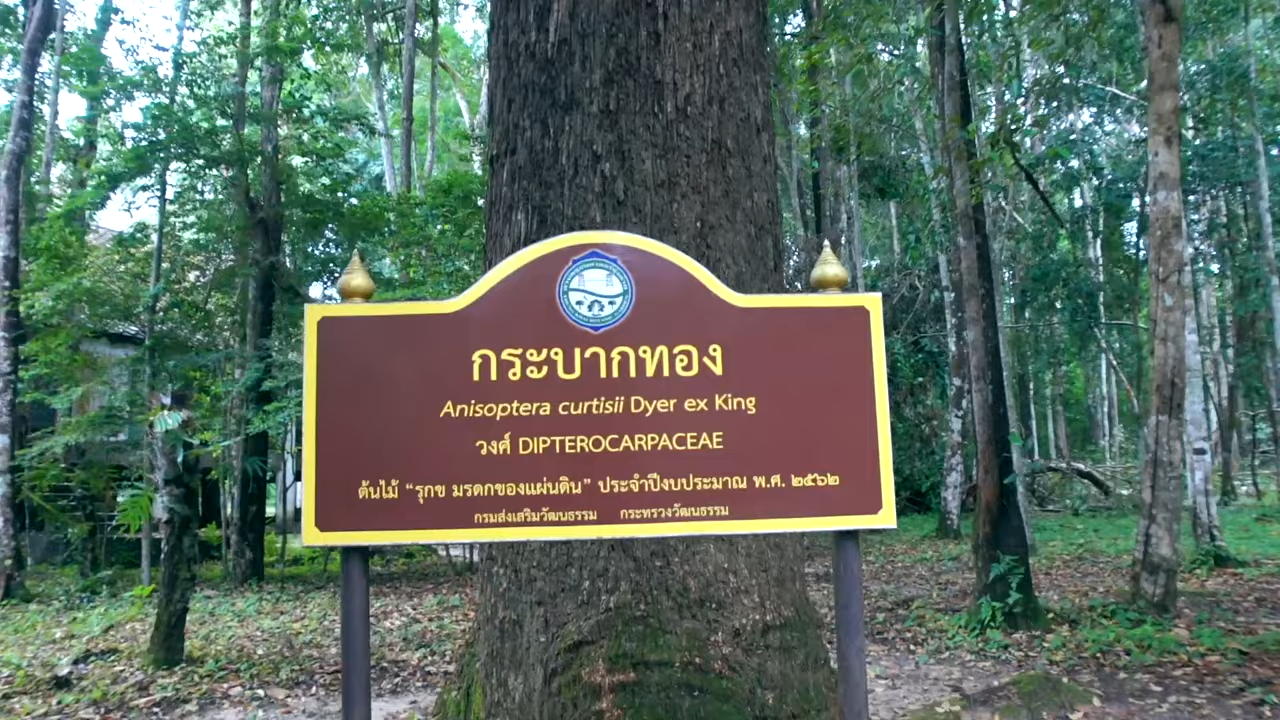 กระบากทอง
Anisoptera curtisii Dyer ex King
วงศ์ DIPTEROCARPACEAE
ต้นไม้ “รุกข มรดกของแผ่นดิน” ประจำปีงบประมาณ พ.ศ. ๒๕๖๒
กรมส่งเสริมวัฒนธรรม กระทรวงวัฒนธรรม